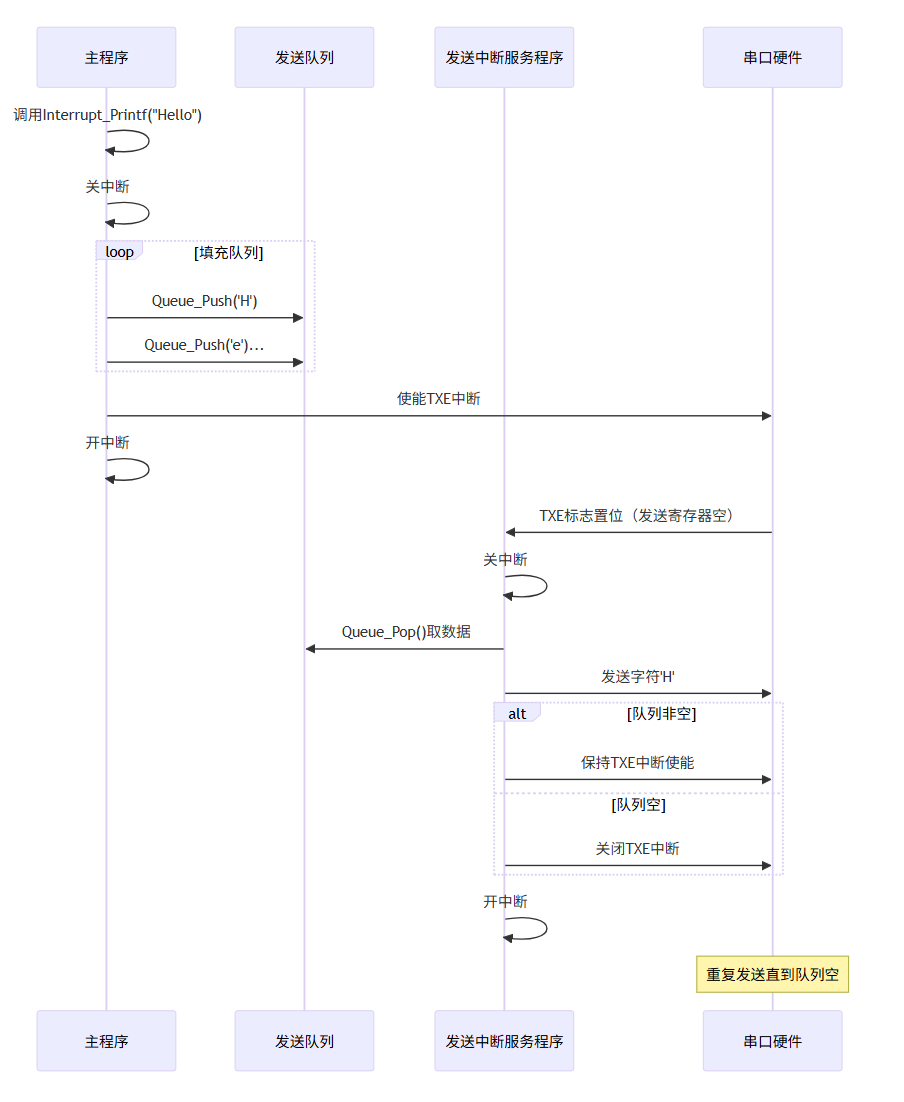 主程序
发送队列
发送中断服务程序
串口硬件
调用Interrupt_Printf("Hello")
关中断
loop
[填充队列]
Queue_Push('H')
Queue_Push('e')...
使能TXE中断
开中断
TXE标志置位（发送寄存器空）
关中断
Queue_Pop()取数据
发送字符'H'
alt
[队列非空]
保持TXE中断使能
[队列空]
关闭TXE中断
开中断
重复发送直到队列空
主程序
发送队列
发送中断服务程序
串口硬件